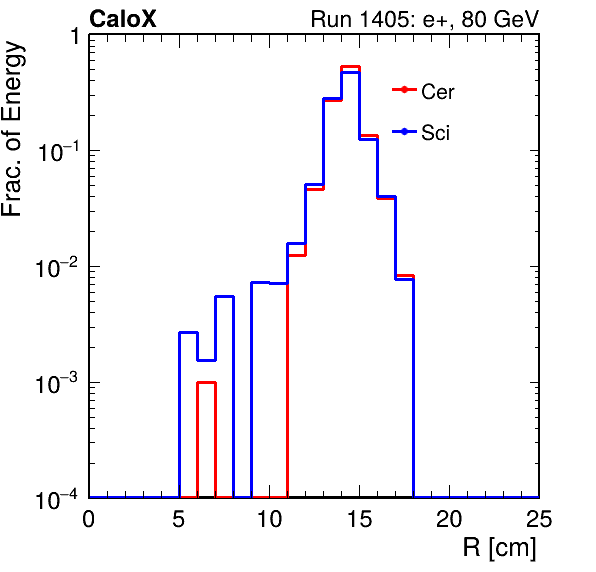 CaloX Run 1405: e+, 80 GeV
Frac. of Energy
1
10⁻¹
10⁻²
10⁻³
10⁻⁴
Cer
Sci
0 5 10 15 20 25
R [cm]